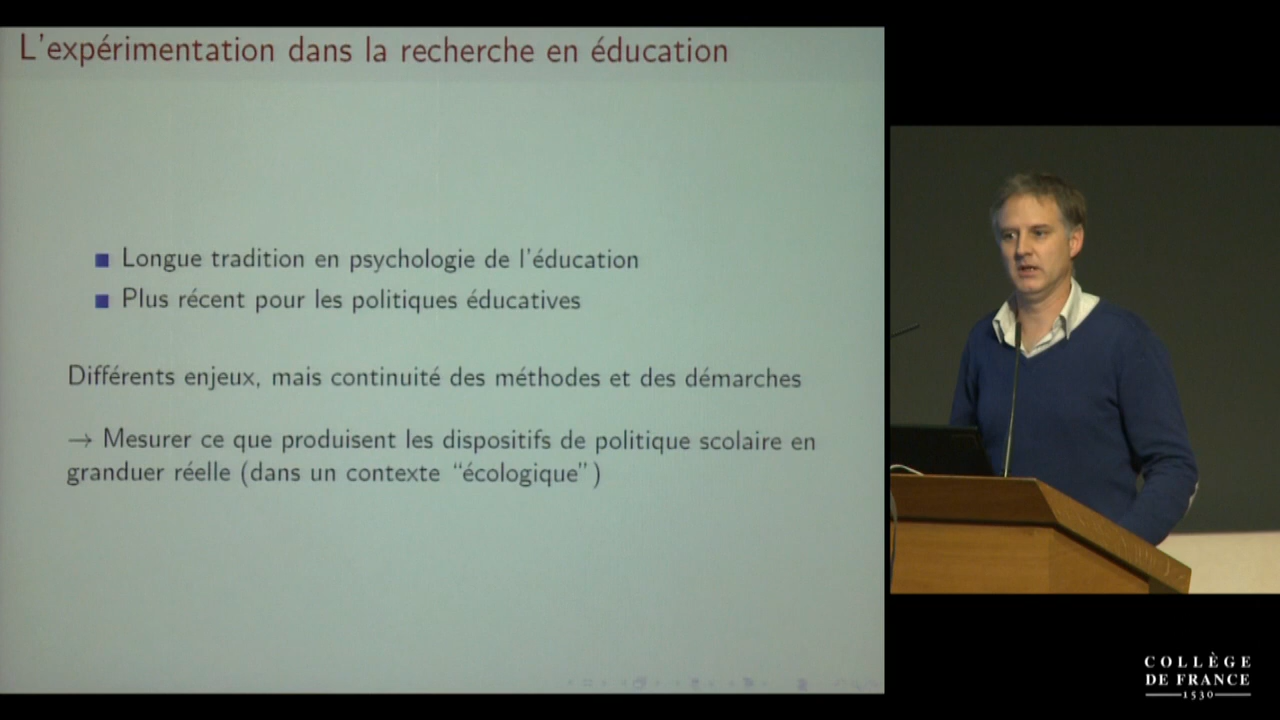 L'expérimentation dans la recherche en éducation
Longue tradition en psychologie de l'éducation
Plus récent pour les politiques éducatives
Différents enjeux, mais continuité des méthodes et des démarches
→ Mesurer ce que produisent les dispositifs de politique scolaire en
granduer réelle (dans un contexte “écologique”)
COLLÈGE
DE FRANCE
1530